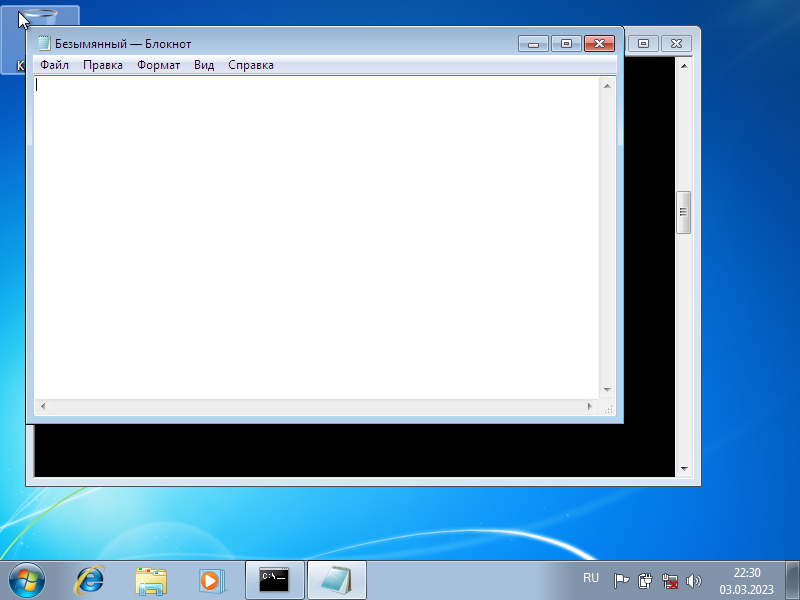 Безымянный — Блокнот
Файл Правка Формат Вид Справка
C:\
RU
22:30
03.03.2023